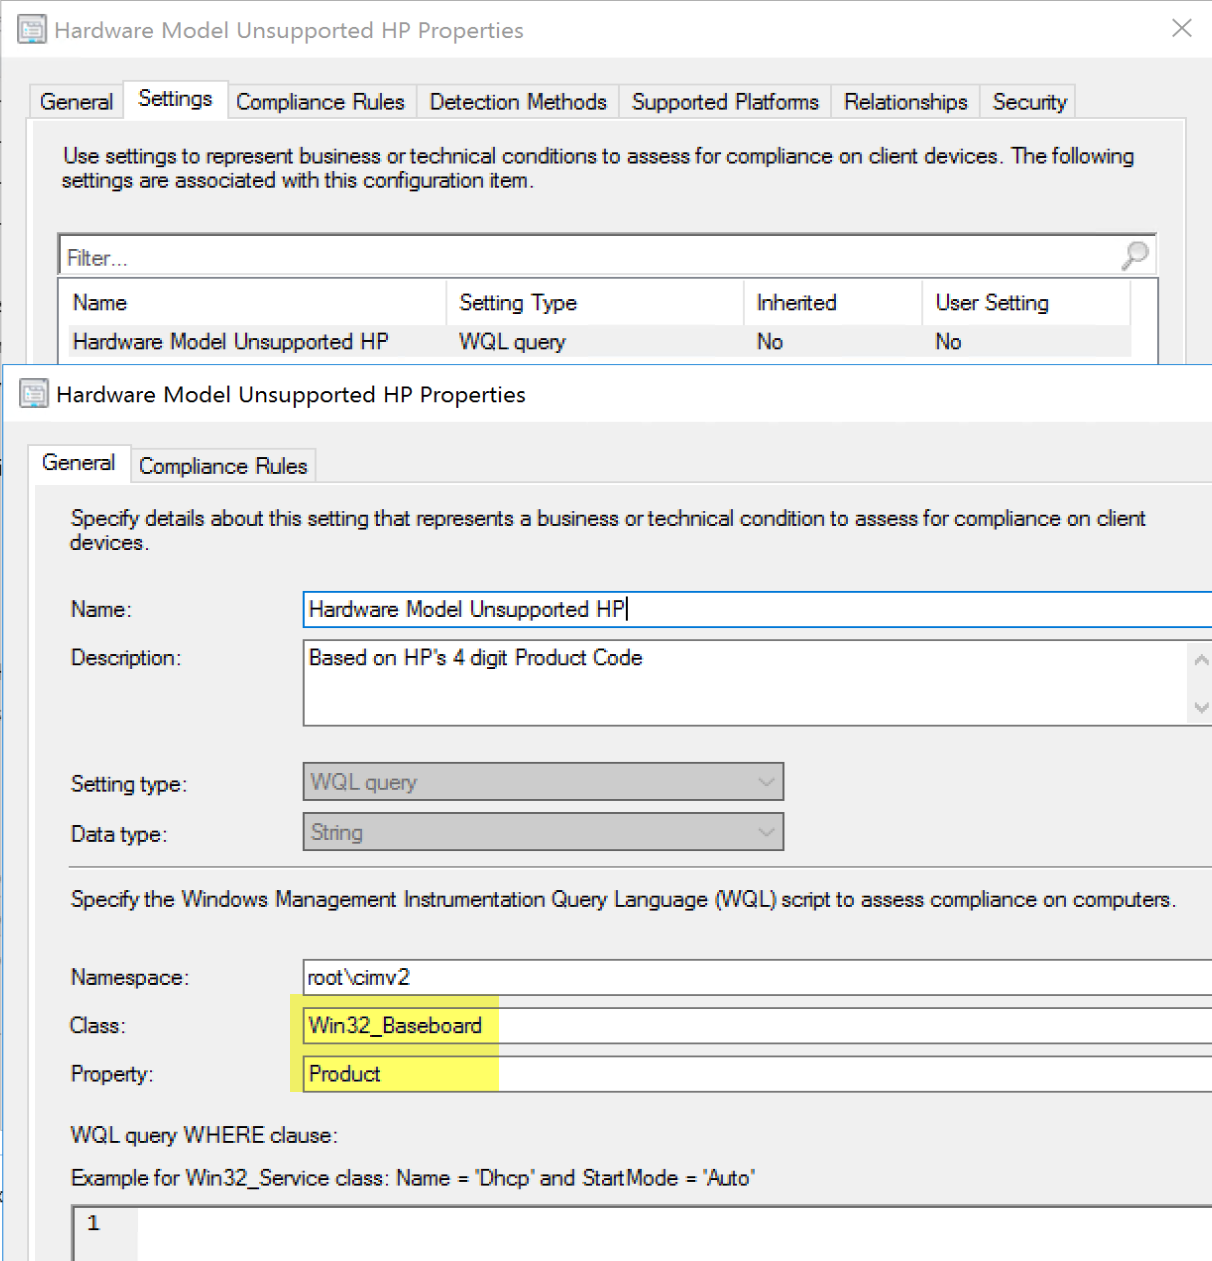 Hardware Model Unsupported HP Properties
General Settings Compliance Rules Detection Methods Supported Platforms Relationships Security
Use settings to represent business or technical conditions to assess for compliance on client devices. The following
settings are associated with this configuration item.
Filter...
Name Setting Type Inherited User Setting
Hardware Model Unsupported HP WQL query No No
Hardware Model Unsupported HP Properties
General Compliance Rules
Specify details about this setting that represents a business or technical condition to assess for compliance on client
devices.
Name: Hardware Model Unsupported HP
Description: Based on HP's 4 digit Product Code
Setting type: WQL query
Data type: String
Specify the Windows Management Instrumentation Query Language (WQL) script to assess compliance on computers.
Namespace: root\cimv2
Class: Win32_Baseboard
Property: Product
WQL query WHERE clause:
Example for Win32_Service class: Name = 'Dhcp' and StartMode = 'Auto'
1